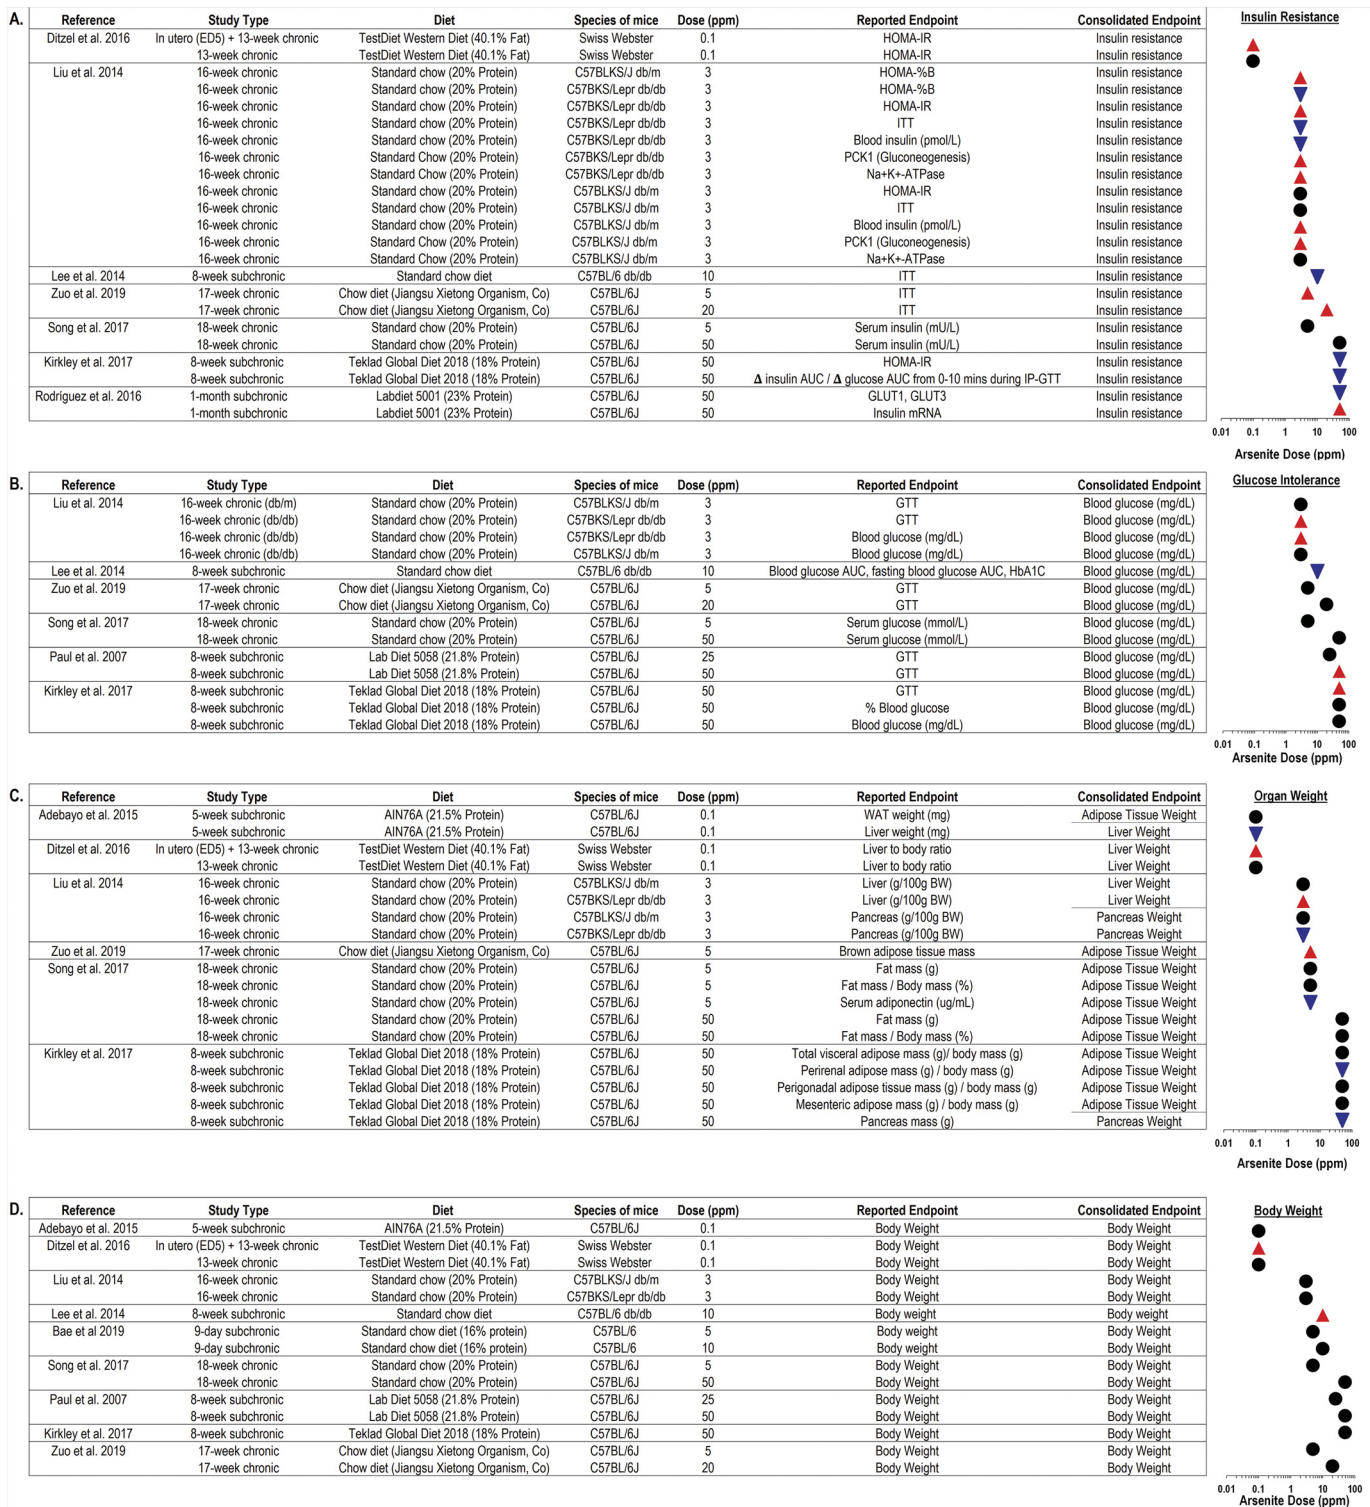 A. Reference Study Type Diet Species of mice Dose (ppm) Reported Endpoint Consolidated Endpoint Insulin Resistance
Ditzel et al. 2016 In utero (ED5) + 13-week chronic TestDiet Western Diet (40.1% Fat) Swiss Webster 0.1 HOMA-IR Insulin resistance
13-week chronic TestDiet Western Diet (40.1% Fat) Swiss Webster 0.1 HOMA-IR Insulin resistance
Liu et al. 2014 16-week chronic Standard chow (20% Protein) C57BLKS/J db/m 3 HOMA-%B Insulin resistance
16-week chronic Standard chow (20% Protein) C57BKS/Lepr db/db 3 HOMA-%B Insulin resistance
16-week chronic Standard chow (20% Protein) C57BKS/Lepr db/db 3 HOMA-IR Insulin resistance
16-week chronic Standard chow (20% Protein) C57BKS/Lepr db/db 3 ITT Insulin resistance
16-week chronic Standard chow (20% Protein) C57BKS/Lepr db/db 3 Blood insulin (pmol/L) Insulin resistance
16-week chronic Standard Chow (20% Protein) C57BKS/Lepr db/db 3 PCK1 (Gluconeogenesis) Insulin resistance
16-week chronic Standard chow (20% Protein) C57BKS/Lepr db/db 3 Na+K+-ATPase Insulin resistance
16-week chronic Standard chow (20% Protein) C57BLKS/J db/m 3 HOMA-IR Insulin resistance
16-week chronic Standard chow (20% Protein) C57BLKS/J db/m 3 ITT Insulin resistance
16-week chronic Standard chow (20% Protein) C57BLKS/J db/m 3 Blood insulin (pmol/L) Insulin resistance
16-week chronic Standard Chow (20% Protein) C57BLKS/J db/m 3 PCK1 (Gluconeogenesis) Insulin resistance
16-week chronic Standard chow (20% Protein) C57BLKS/J db/m 3 Na+K+-ATPase Insulin resistance
Lee et al. 2014 8-week subchronic Standard chow diet C57BL/6 db/db 10 ITT Insulin resistance
Zuo et al. 2019 17-week chronic Chow diet (Jiangsu Xietong Organism, Co) C57BL/6J 5 ITT Insulin resistance
17-week chronic Chow diet (Jiangsu Xietong Organism, Co) C57BL/6J 20 ITT Insulin resistance
Song et al. 2017 18-week chronic Standard chow (20% Protein) C57BL/6J 5 Serum insulin (mU/L) Insulin resistance
18-week chronic Standard chow (20% Protein) C57BL/6J 50 Serum insulin (mU/L) Insulin resistance
Kirkley et al. 2017 8-week subchronic Teklad Global Diet 2018 (18% Protein) C57BL/6J 50 HOMA-IR Insulin resistance
8-week subchronic Teklad Global Diet 2018 (18% Protein) C57BL/6J 50 Δ insulin AUC / Δ glucose AUC from 0-10 mins during IP-GTT Insulin resistance
Rodríguez et al. 2016 1-month subchronic Labdiet 5001 (23% Protein) C57BL/6J 50 GLUT1, GLUT3 Insulin resistance
1-month subchronic Labdiet 5001 (23% Protein) C57BL/6J 50 Insulin mRNA Insulin resistance
0.01 0.1 1 10 100
Arsenite Dose (ppm)
B. Reference Study Type Diet Species of mice Dose (ppm) Reported Endpoint Consolidated Endpoint Glucose Intolerance
Liu et al. 2014 16-week chronic (db/m) Standard chow (20% Protein) C57BLKS/J db/m 3 GTT Blood glucose (mg/dL)
16-week chronic (db/db) Standard chow (20% Protein) C57BKS/Lepr db/db 3 GTT Blood glucose (mg/dL)
16-week chronic (db/db) Standard chow (20% Protein) C57BKS/Lepr db/db 3 Blood glucose (mg/dL) Blood glucose (mg/dL)
16-week chronic (db/db) Standard chow (20% Protein) C57BLKS/J db/m 3 Blood glucose (mg/dL) Blood glucose (mg/dL)
Lee et al. 2014 8-week subchronic Standard chow diet C57BL/6 db/db 10 Blood glucose AUC, fasting blood glucose AUC, HbA1C Blood glucose (mg/dL)
Zuo et al. 2019 17-week chronic Chow diet (Jiangsu Xietong Organism, Co) C57BL/6J 5 GTT Blood glucose (mg/dL)
17-week chronic Chow diet (Jiangsu Xietong Organism, Co) C57BL/6J 20 GTT Blood glucose (mg/dL)
Song et al. 2017 18-week chronic Standard chow (20% Protein) C57BL/6J 5 Serum glucose (mmol/L) Blood glucose (mg/dL)
18-week chronic Standard chow (20% Protein) C57BL/6J 50 Serum glucose (mmol/L) Blood glucose (mg/dL)
Paul et al. 2007 8-week subchronic Lab Diet 5058 (21.8% Protein) C57BL/6J 25 GTT Blood glucose (mg/dL)
8-week subchronic Lab Diet 5058 (21.8% Protein) C57BL/6J 50 GTT Blood glucose (mg/dL)
Kirkley et al. 2017 8-week subchronic Teklad Global Diet 2018 (18% Protein) C57BL/6J 50 GTT Blood glucose (mg/dL)
8-week subchronic Teklad Global Diet 2018 (18% Protein) C57BL/6J 50 % Blood glucose Blood glucose (mg/dL)
8-week subchronic Teklad Global Diet 2018 (18% Protein) C57BL/6J 50 Blood glucose (mg/dL) Blood glucose (mg/dL)
0.01 0.1 1 10 100
Arsenite Dose (ppm)
C. Reference Study Type Diet Species of mice Dose (ppm) Reported Endpoint Consolidated Endpoint Organ Weight
Adebayo et al. 2015 5-week subchronic AIN76A (21.5% Protein) C57BL/6J 0.1 WAT weight (mg) Adipose Tissue Weight
5-week subchronic AIN76A (21.5% Protein) C57BL/6J 0.1 Liver weight (mg) Liver Weight
Ditzel et al. 2016 In utero (ED5) + 13-week chronic TestDiet Western Diet (40.1% Fat) Swiss Webster 0.1 Liver to body ratio Liver Weight
13-week chronic TestDiet Western Diet (40.1% Fat) Swiss Webster 0.1 Liver to body ratio Liver Weight
Liu et al. 2014 16-week chronic Standard chow (20% Protein) C57BLKS/J db/m 3 Liver (g/100g BW) Liver Weight
16-week chronic Standard chow (20% Protein) C57BKS/Lepr db/db 3 Liver (g/100g BW) Liver Weight
16-week chronic Standard chow (20% Protein) C57BLKS/J db/m 3 Pancreas (g/100g BW) Pancreas Weight
16-week chronic Standard chow (20% Protein) C57BKS/Lepr db/db 3 Pancreas (g/100g BW) Pancreas Weight
Zuo et al. 2019 17-week chronic Chow diet (Jiangsu Xietong Organism, Co) C57BL/6J 5 Brown adipose tissue mass Adipose Tissue Weight
Song et al. 2017 18-week chronic Standard chow (20% Protein) C57BL/6J 5 Fat mass (g) Adipose Tissue Weight
18-week chronic Standard chow (20% Protein) C57BL/6J 5 Fat mass / Body mass (%) Adipose Tissue Weight
18-week chronic Standard chow (20% Protein) C57BL/6J 5 Serum adiponectin (ug/mL) Adipose Tissue Weight
18-week chronic Standard chow (20% Protein) C57BL/6J 50 Fat mass (g) Adipose Tissue Weight
18-week chronic Standard chow (20% Protein) C57BL/6J 50 Fat mass / Body mass (%) Adipose Tissue Weight
Kirkley et al. 2017 8-week subchronic Teklad Global Diet 2018 (18% Protein) C57BL/6J 50 Total visceral adipose mass (g)/ body mass (g) Adipose Tissue Weight
8-week subchronic Teklad Global Diet 2018 (18% Protein) C57BL/6J 50 Perirenal adipose mass (g) / body mass (g) Adipose Tissue Weight
8-week subchronic Teklad Global Diet 2018 (18% Protein) C57BL/6J 50 Perigonadal adipose tissue mass (g) / body mass (g) Adipose Tissue Weight
8-week subchronic Teklad Global Diet 2018 (18% Protein) C57BL/6J 50 Mesenteric adipose mass (g) / body mass (g) Adipose Tissue Weight
8-week subchronic Teklad Global Diet 2018 (18% Protein) C57BL/6J 50 Pancreas mass (g) Pancreas Weight
0.01 0.1 1 10 100
Arsenite Dose (ppm)
D. Reference Study Type Diet Species of mice Dose (ppm) Reported Endpoint Consolidated Endpoint Body Weight
Adebayo et al. 2015 5-week subchronic AIN76A (21.5% Protein) C57BL/6J 0.1 Body Weight Body Weight
Ditzel et al. 2016 In utero (ED5) + 13-week chronic TestDiet Western Diet (40.1% Fat) Swiss Webster 0.1 Body Weight Body Weight
13-week chronic TestDiet Western Diet (40.1% Fat) Swiss Webster 0.1 Body Weight Body Weight
Liu et al. 2014 16-week chronic Standard chow (20% Protein) C57BLKS/J db/m 3 Body Weight Body Weight
16-week chronic Standard chow (20% Protein) C57BKS/Lepr db/db 3 Body Weight Body Weight
Lee et al. 2014 8-week subchronic Standard chow diet C57BL/6 db/db 10 Body weight Body weight
Bae et al 2019 9-day subchronic Standard chow diet (16% protein) C57BL/6 5 Body weight Body Weight
9-day subchronic Standard chow diet (16% protein) C57BL/6 10 Body weight Body Weight
Song et al. 2017 18-week chronic Standard chow (20% Protein) C57BL/6J 5 Body Weight Body Weight
18-week chronic Standard chow (20% Protein) C57BL/6J 50 Body Weight Body Weight
Paul et al. 2007 8-week subchronic Lab Diet 5058 (21.8% Protein) C57BL/6J 25 Body Weight Body Weight
8-week subchronic Lab Diet 5058 (21.8% Protein) C57BL/6J 50 Body Weight Body Weight
Kirkley et al. 2017 8-week subchronic Teklad Global Diet 2018 (18% Protein) C57BL/6J 50 Body Weight Body Weight
Zuo et al. 2019 17-week chronic Chow diet (Jiangsu Xietong Organism, Co) C57BL/6J 5 Body Weight Body Weight
17-week chronic Chow diet (Jiangsu Xietong Organism, Co) C57BL/6J 20 Body Weight Body Weight
0.01 0.1 1 10 100
Arsenite Dose (ppm)